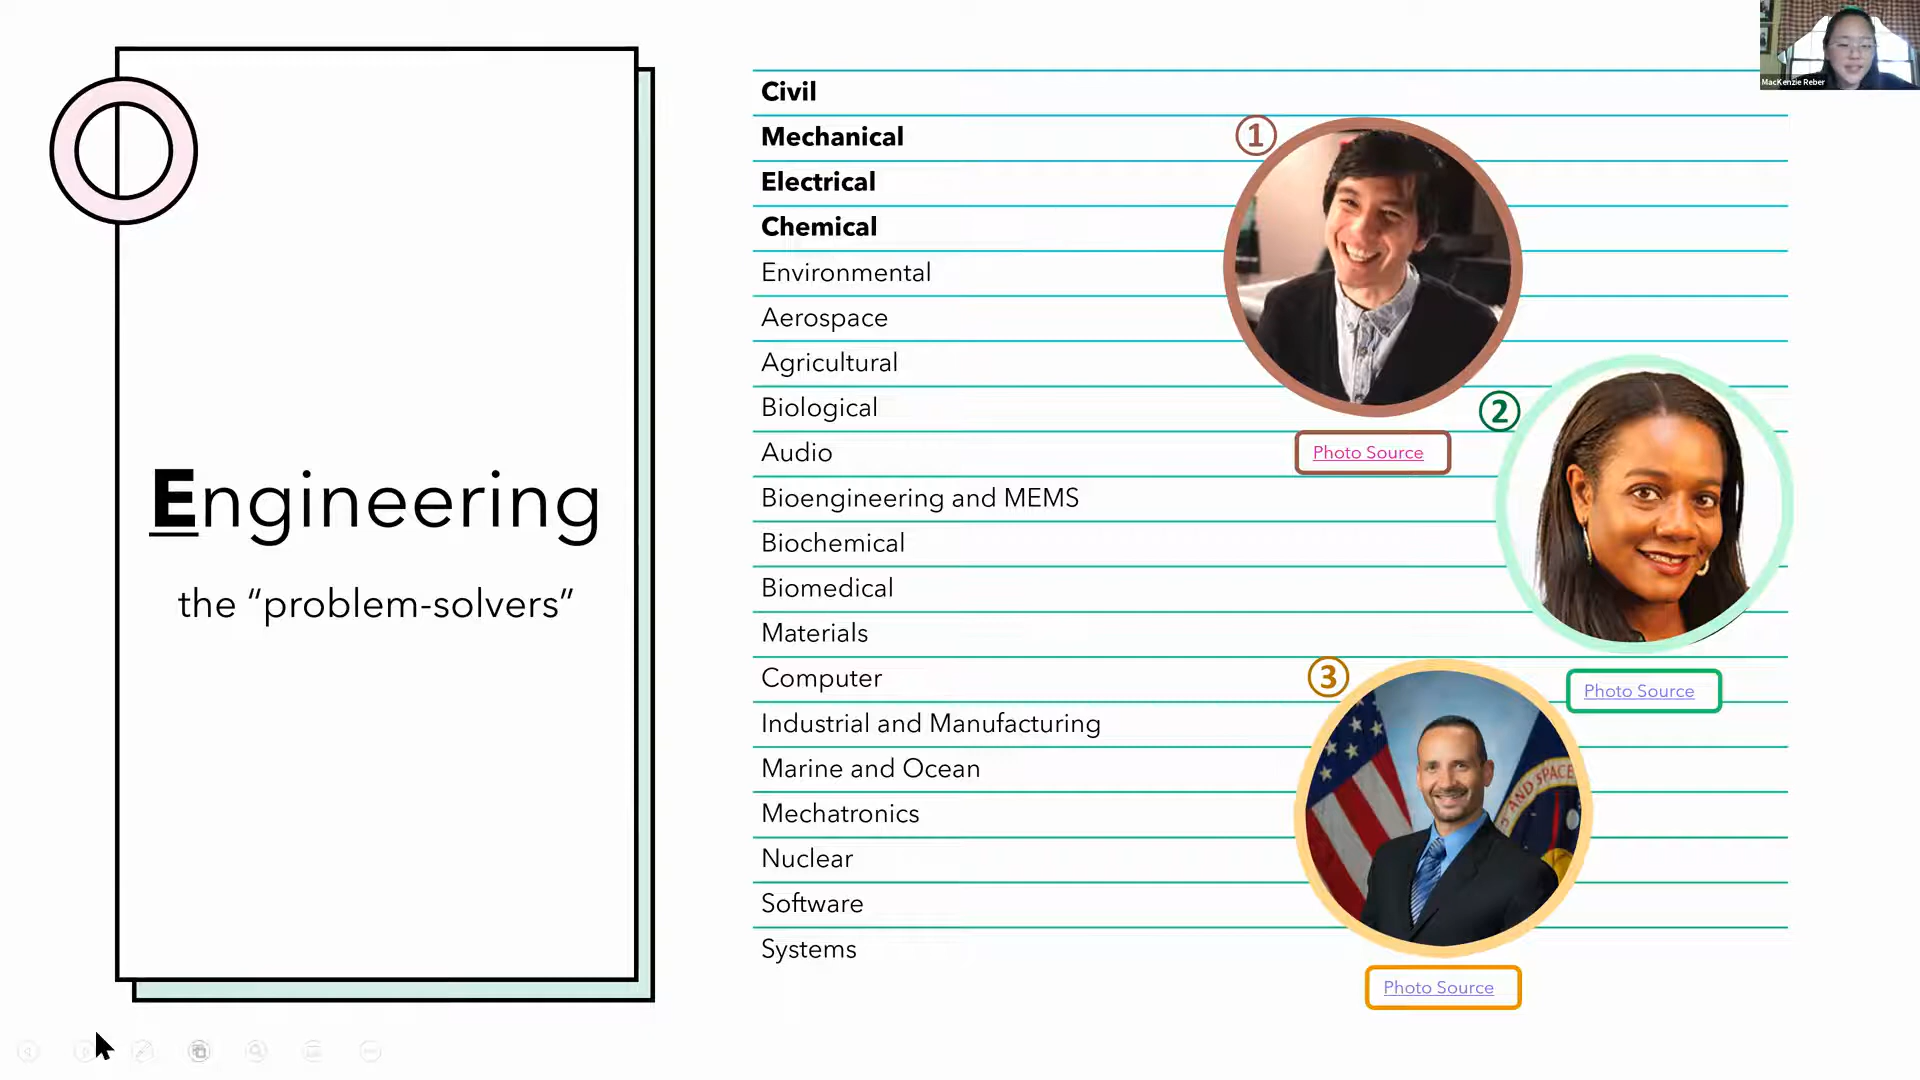 Engineering
the “problem-solvers”
Civil
Mechanical
Electrical
Chemical
Environmental
Aerospace
Agricultural
Biological
Audio
Bioengineering and MEMS
Biochemical
Biomedical
Materials
Computer
Industrial and Manufacturing
Marine and Ocean
Mechatronics
Nuclear
Software
Systems
①
Photo Source
②
Photo Source
③
AND SPACE
Photo Source
MacKenzie Reber